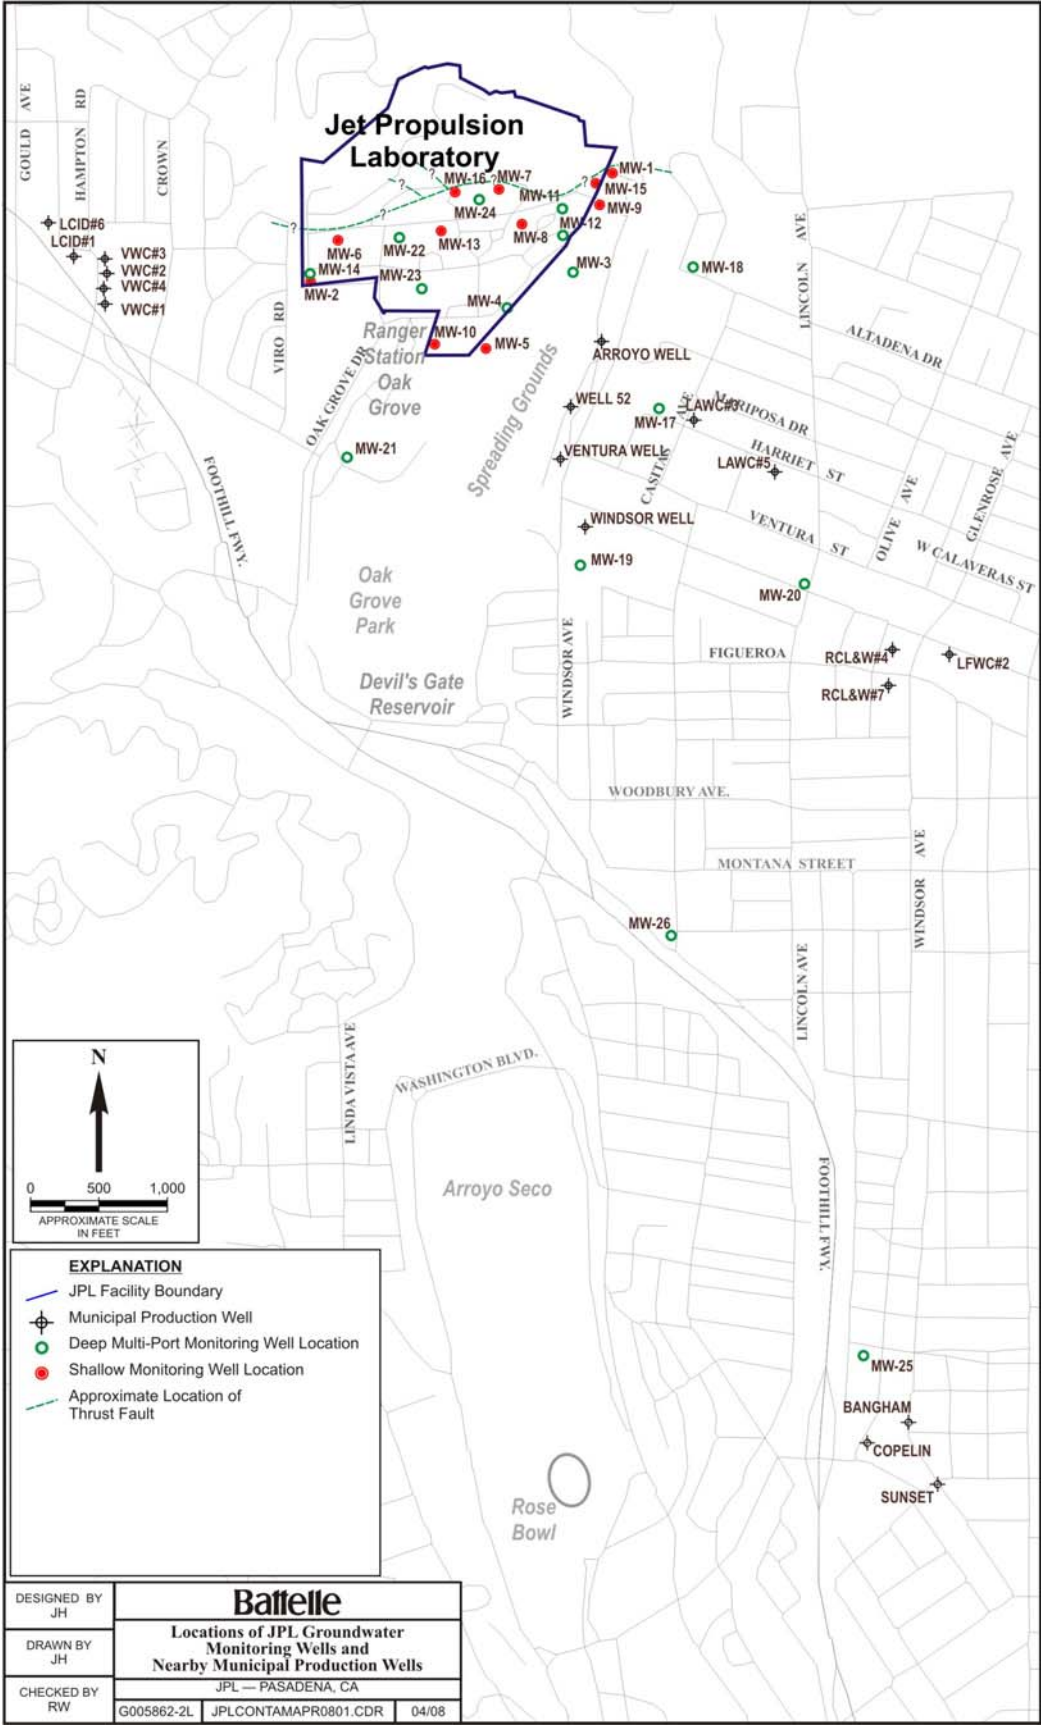 GOULD AVE
HAMPTON RD
CROWN
Jet Propulsion
Laboratory
MW-1
MW-16
MW-7
MW-15
MW-11
MW-9
MW-24
MW-12
MW-8
MW-13
MW-6
MW-22
MW-3
MW-14
MW-23
MW-18
MW-2
MW-4
MW-10
MW-5
?
?
?
?
?
?
LCID#6
LCID#1
VWC#3
VWC#2
VWC#4
VWC#1
VIRO RD
OAK GROVE DR
Ranger
Station
Oak
Grove
Spreading Grounds
ARROYO WELL
LINCOLN AVE
ALTADENA DR
WELL 52
MW-17
LAWC#3
MARIPOSA DR
VENTURA WELL
CASITAS AVE
LAWC#5
HARRIET ST
MW-21
FOOTHILL FWY.
WINDSOR WELL
VENTURA ST
OLIVE AVE
GLENROSE AVE
W CALAVERAS ST
MW-19
MW-20
Oak
Grove
Park
WINDSOR AVE
FIGUEROA
RCL&W#4
LFWC#2
RCL&W#7
Devil's Gate
Reservoir
WOODBURY AVE.
MONTANA STREET
WINDSOR AVE
MW-26
LINCOLN AVE
LINDA VISTA AVE
WASHINGTON BLVD.
Arroyo Seco
FOOTHILL FWY.
MW-25
BANGHAM
COPELIN
SUNSET
Rose
Bowl
N
0 500 1,000
APPROXIMATE SCALE
IN FEET
EXPLANATION
JPL Facility Boundary
Municipal Production Well
Deep Multi-Port Monitoring Well Location
Shallow Monitoring Well Location
Approximate Location of
Thrust Fault
DESIGNED BY
JH
DRAWN BY
JH
CHECKED BY
RW
Battelle
Locations of JPL Groundwater
Monitoring Wells and
Nearby Municipal Production Wells
JPL — PASADENA, CA
G005862-2L JPLCONTAMAPR0801.CDR 04/08